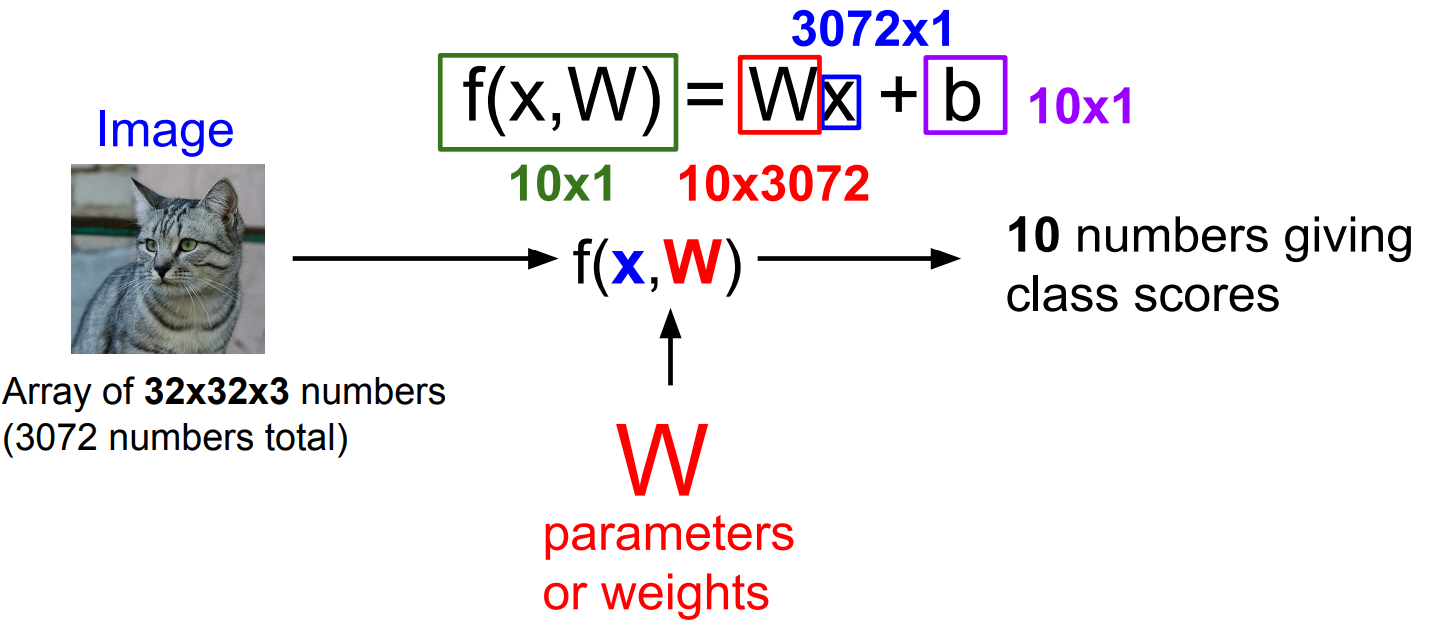 3072x1
f(x,W) = Wx + b
10x1
Image
10x1
10x3072
10 numbers giving
class scores
f(x,W)
Array of 32x32x3 numbers
(3072 numbers total)
W
parameters
or weights